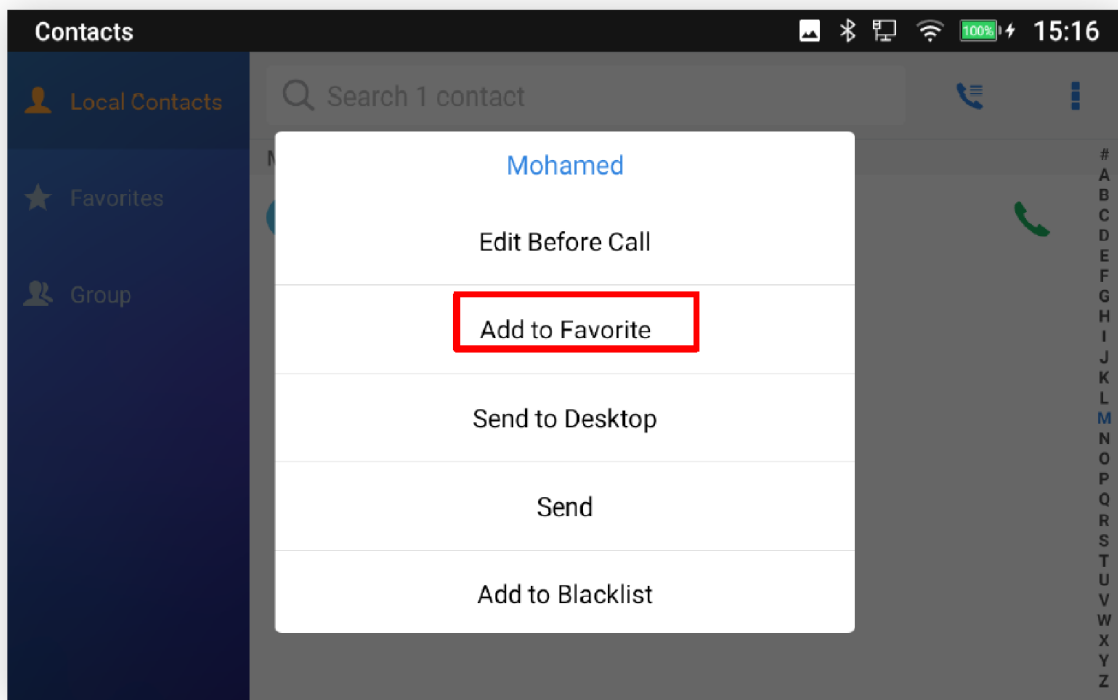 Contacts
100%
15:16
Local Contacts
Search 1 contact
Mohamed
Edit Before Call
Favorites
Group
Add to Favorite
Send to Desktop
Send
Add to Blacklist
#
A
B
C
D
E
F
G
H
I
J
K
L
M
N
O
P
Q
R
S
T
U
V
W
X
Y
Z